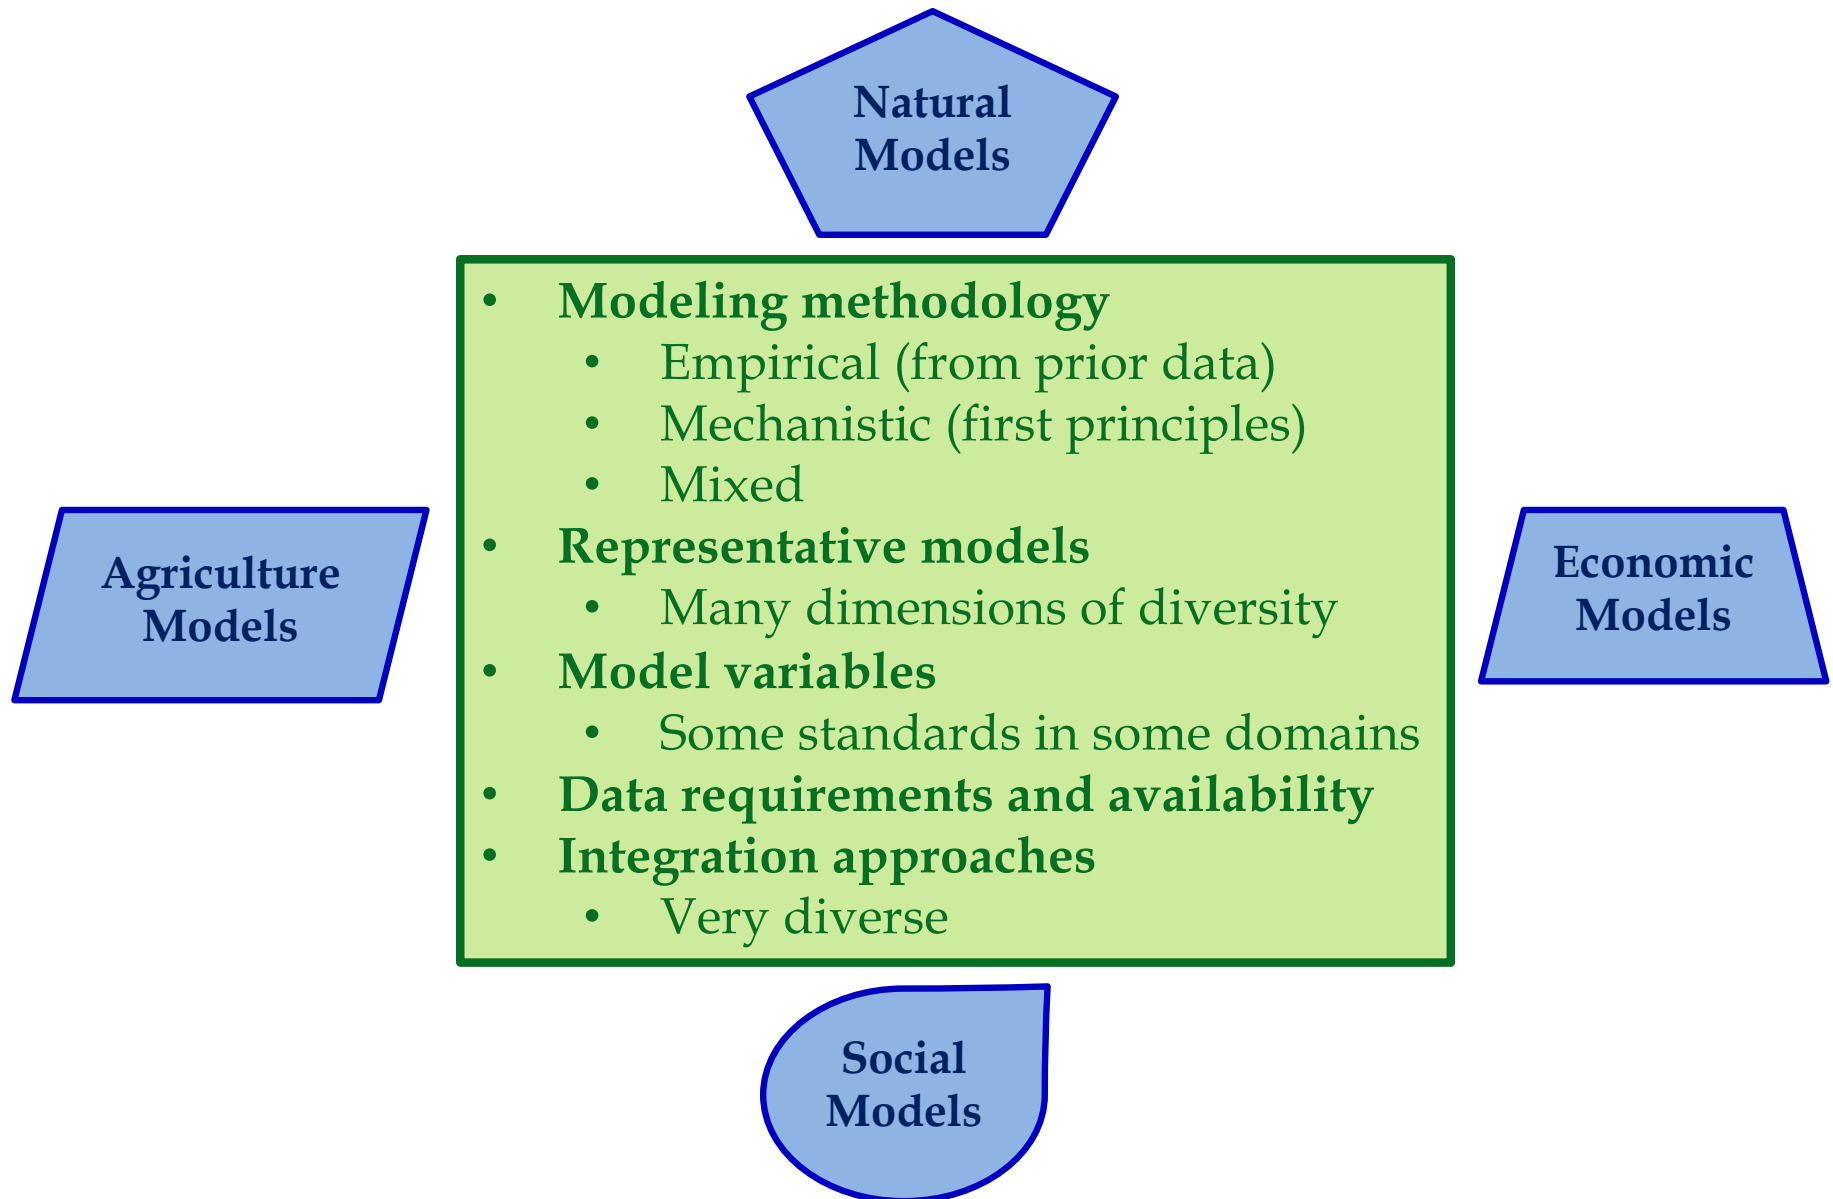 Natural
Models
• Modeling methodology
• Empirical (from prior data)
• Mechanistic (first principles)
• Mixed
• Representative models
• Many dimensions of diversity
• Model variables
• Some standards in some domains
• Data requirements and availability
• Integration approaches
• Very diverse
Agriculture
Models
Economic
Models
Social
Models